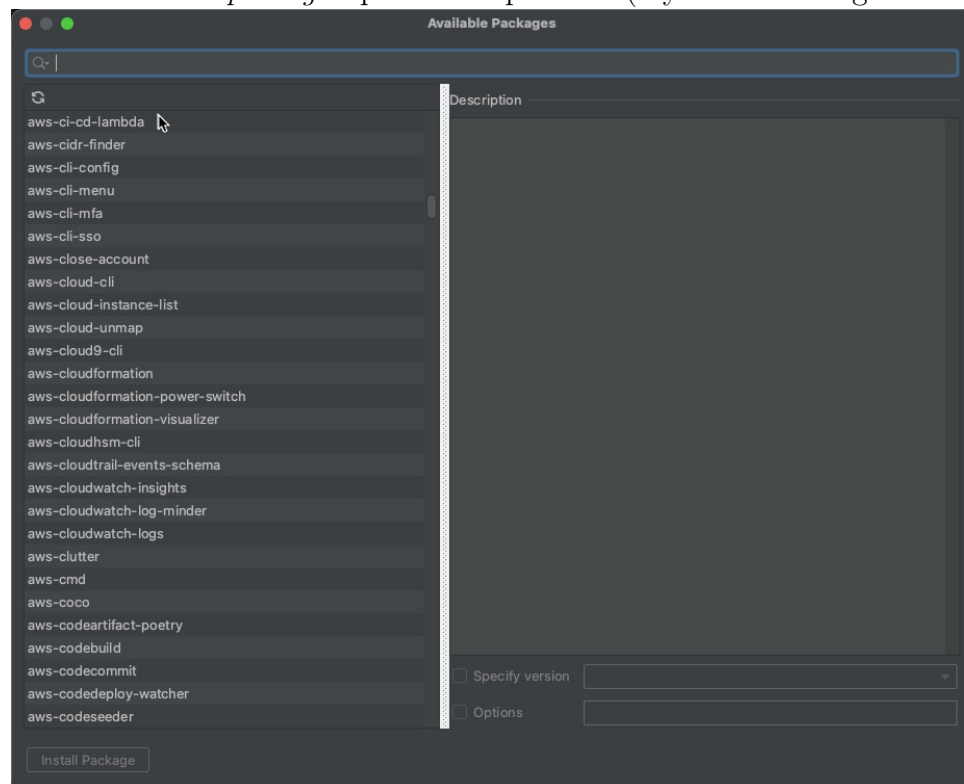 Available Packages
Description
aws-ci-cd-lambda
aws-cidr-finder
aws-cli-config
aws-cli-menu
aws-cli-mfa
aws-cli-sso
aws-close-account
aws-cloud-cli
aws-cloud-instance-list
aws-cloud-unmap
aws-cloud9-cli
aws-cloudformation
aws-cloudformation-power-switch
aws-cloudformation-visualizer
aws-cloudhsm-cli
aws-cloudtrail-events-schema
aws-cloudwatch-insights
aws-cloudwatch-log-minder
aws-cloudwatch-logs
aws-clutter
aws-cmd
aws-coco
aws-codeartifact-poetry
aws-codebuild
aws-codecommit
aws-codedeploy-watcher
aws-codeseeder
Specify version
Options
Install Package